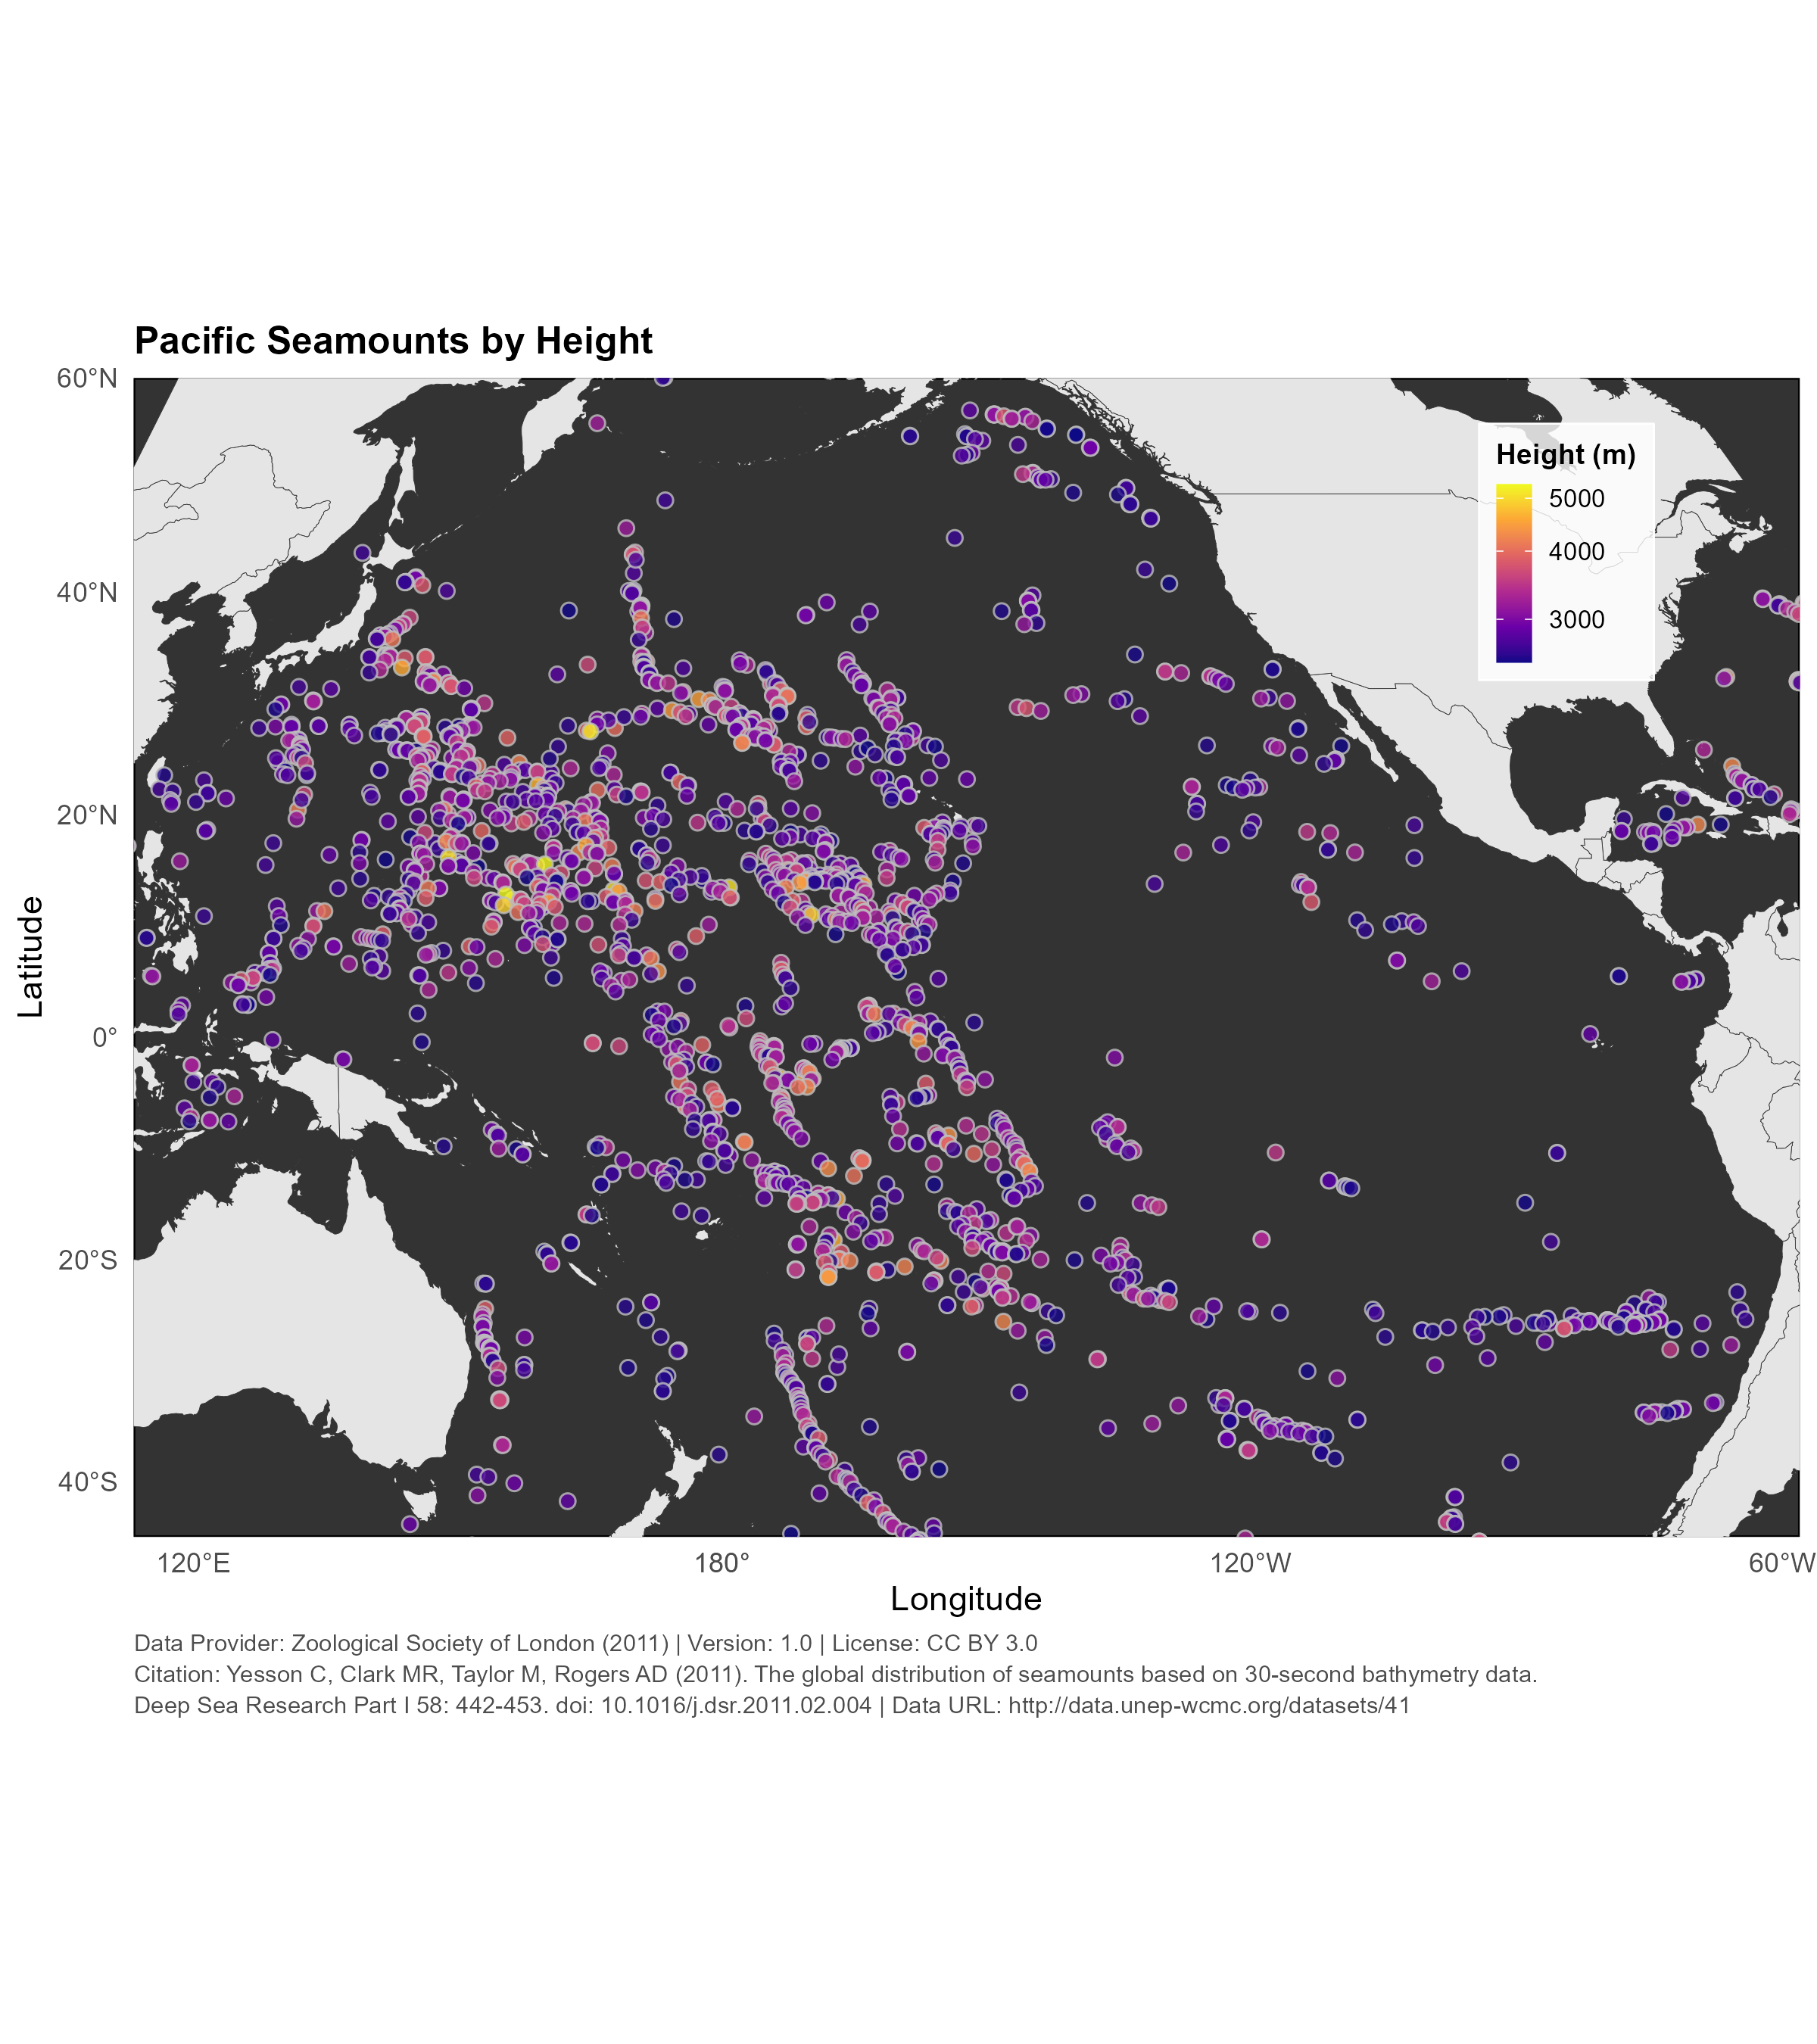 Pacific Seamounts by Height
60°N
40°N
20°N
0°
20°S
40°S
Latitude
Height (m)
5000
4000
3000
120°E
180°
120°W
60°W
Longitude
Data Provider: Zoological Society of London (2011) | Version: 1.0 | License: CC BY 3.0
Citation: Yesson C, Clark MR, Taylor M, Rogers AD (2011). The global distribution of seamounts based on 30-second bathymetry data.
Deep Sea Research Part I 58: 442-453. doi: 10.1016/j.dsr.2011.02.004 | Data URL: http://data.unep-wcmc.org/datasets/41